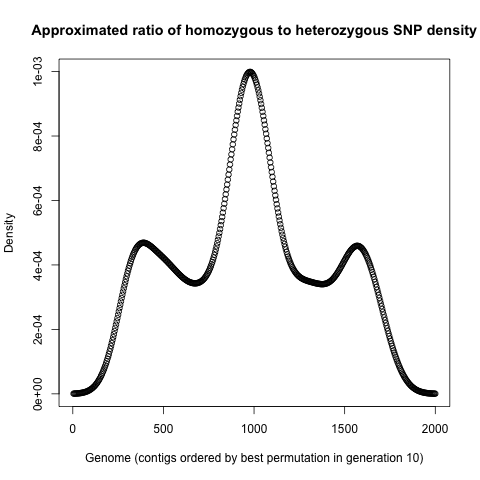 Approximated ratio of homozygous to heterozygous SNP density
1e-03
8e-04
6e-04
4e-04
2e-04
0e+00
Density
0 500 1000 1500 2000
Genome (contigs ordered by best permutation in generation 10)